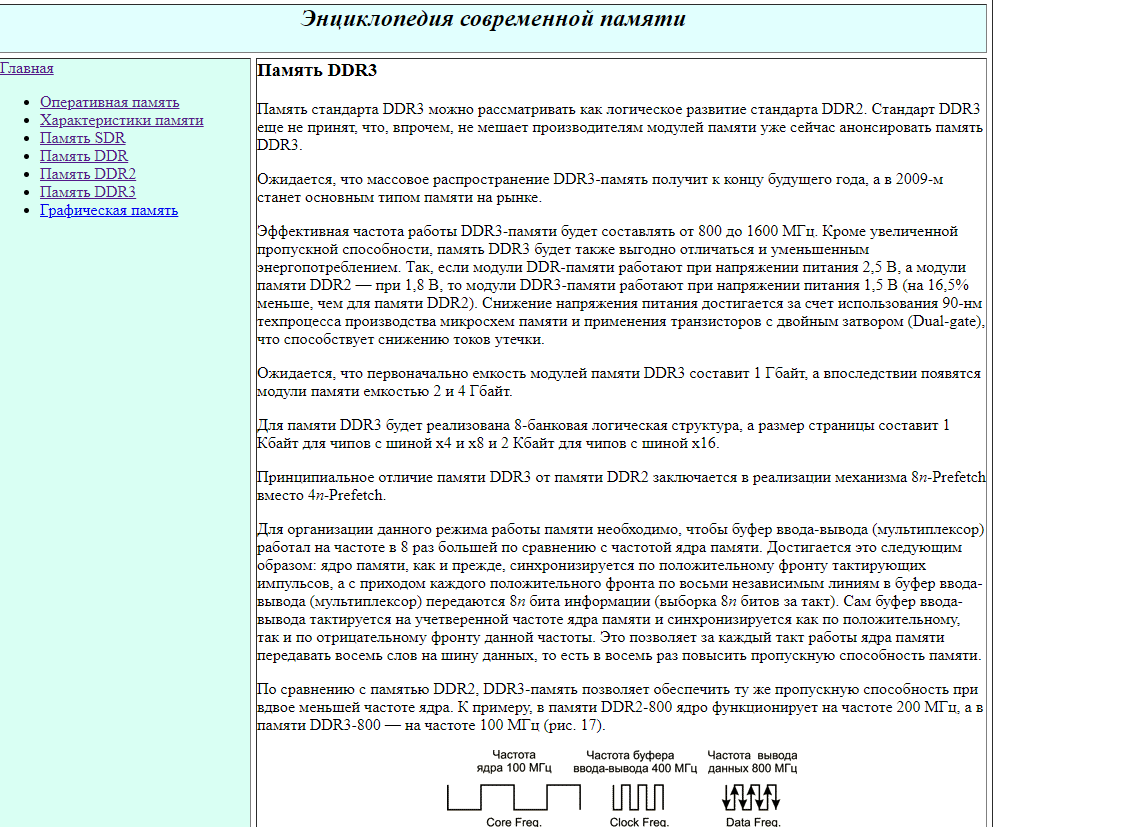 Энциклопедия современной памяти
Главная
Оперативная память
Характеристики памяти
Память SDR
Память DDR
Память DDR2
Память DDR3
Графическая память
Память DDR3
Память стандарта DDR3 можно рассматривать как логическое развитие стандарта DDR2. Стандарт DDR3
еще не принят, что, впрочем, не мешает производителям модулей памяти уже сейчас анонсировать память
DDR3.
Ожидается, что массовое распространение DDR3-память получит к концу будущего года, а в 2009-м
станет основным типом памяти на рынке.
Эффективная частота работы DDR3-памяти будет составлять от 800 до 1600 МГц. Кроме увеличенной
пропускной способности, память DDR3 будет также выгодно отличаться и уменьшенным
энергопотреблением. Так, если модули DDR-памяти работают при напряжении питания 2,5 В, а модули
памяти DDR2 — при 1,8 В, то модули DDR3-памяти работают при напряжении питания 1,5 В (на 16,5%
меньше, чем для памяти DDR2). Снижение напряжения питания достигается за счет использования 90-нм
техпроцесса производства микросхем памяти и применения транзисторов с двойным затвором (Dual-gate),
что способствует снижению токов утечки.
Ожидается, что первоначально емкость модулей памяти DDR3 составит 1 Гбайт, а впоследствии появятся
модули памяти емкостью 2 и 4 Гбайт.
Для памяти DDR3 будет реализована 8-банковая логическая структура, а размер страницы составит 1
Кбайт для чипов с шиной x4 и x8 и 2 Кбайт для чипов с шиной x16.
Принципиальное отличие памяти DDR3 от памяти DDR2 заключается в реализации механизма 8n-Prefetch
вместо 4n-Prefetch.
Для организации данного режима работы памяти необходимо, чтобы буфер ввода-вывода (мультиплексор)
работал на частоте в 8 раз большей по сравнению с частотой ядра памяти. Достигается это следующим
образом: ядро памяти, как и прежде, синхронизируется по положительному фронту тактирующих
импульсов, а с приходом каждого положительного фронта по восьми независимым линиям в буфер ввода-
вывода (мультиплексор) передаются 8n бита информации (выборка 8n битов за такт). Сам буфер ввода-
вывода тактируется на учетверенной частоте ядра памяти и синхронизируется как по положительному,
так и по отрицательному фронту данной частоты. Это позволяет за каждый такт работы ядра памяти
передавать восемь слов на шину данных, то есть в восемь раз повысить пропускную способность памяти.
По сравнению с памятью DDR2, DDR3-память позволяет обеспечить ту же пропускную способность при
вдвое меньшей частоте ядра. К примеру, в памяти DDR2-800 ядро функционирует на частоте 200 МГц, а в
памяти DDR3-800 — на частоте 100 МГц (рис. 17).
Частота
ядра 100 МГц
Частота буфера
ввода-вывода 400 МГц
Частота вывода
данных 800 МГц
Core Freq.
Clock Freq.
Data Freq.